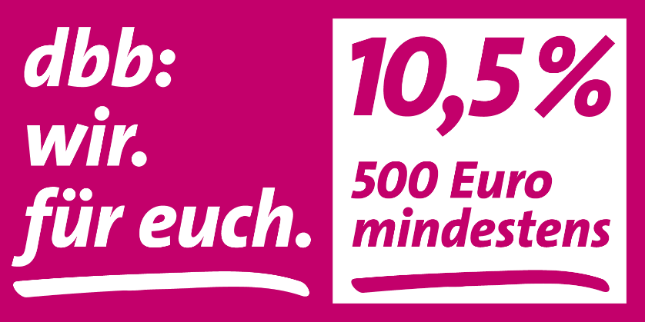 dbb:
wir.
für euch.
10,5 %
500 Euro
mindestens